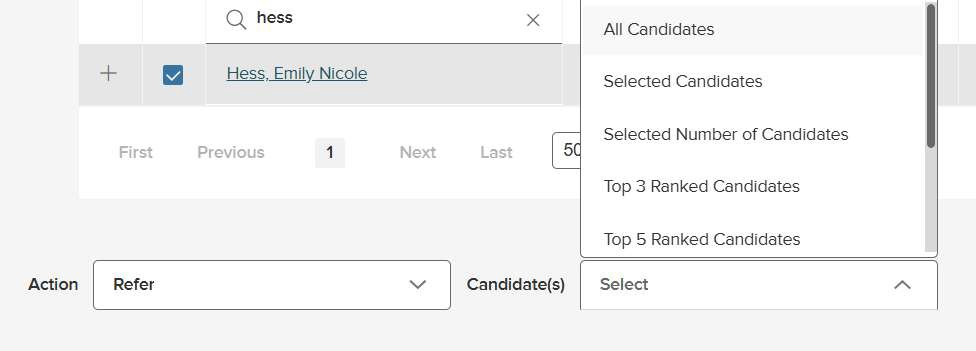 hess
Hess, Emily Nicole
First Previous 1 Next Last 50
All Candidates
Selected Candidates
Selected Number of Candidates
Top 3 Ranked Candidates
Top 5 Ranked Candidates
Action Refer Candidate(s) Select